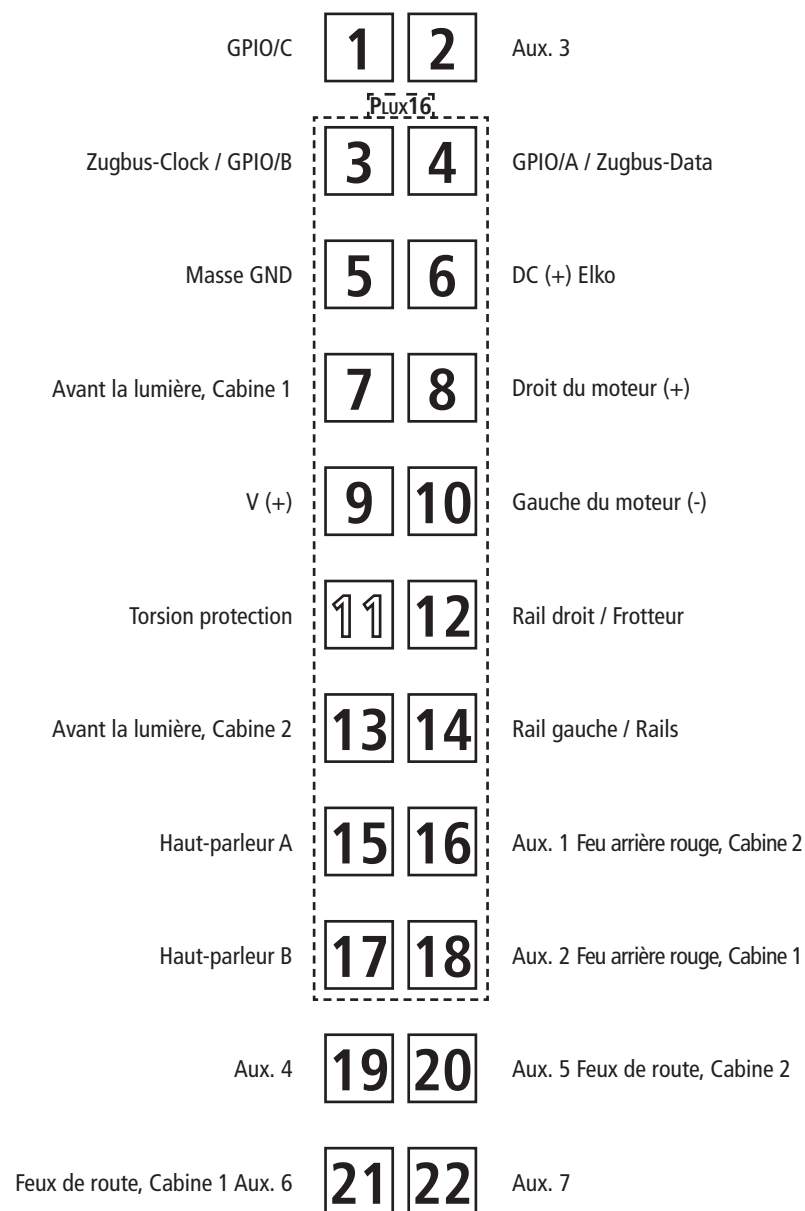 GPIO/C 1 2 Aux. 3
PLUX16
Zugbus-Clock / GPIO/B 3 4 GPIO/A / Zugbus-Data
Masse GND 5 6 DC (+) Elko
Avant la lumière, Cabine 1 7 8 Droit du moteur (+)
V (+) 9 10 Gauche du moteur (-)
Torsion protection 11 12 Rail droit / Frotteur
Avant la lumière, Cabine 2 13 14 Rail gauche / Rails
Haut-parleur A 15 16 Aux. 1 Feu arrière rouge, Cabine 2
Haut-parleur B 17 18 Aux. 2 Feu arrière rouge, Cabine 1
Aux. 4 19 20 Aux. 5 Feux de route, Cabine 2
Feux de route, Cabine 1 Aux. 6 21 22 Aux. 7